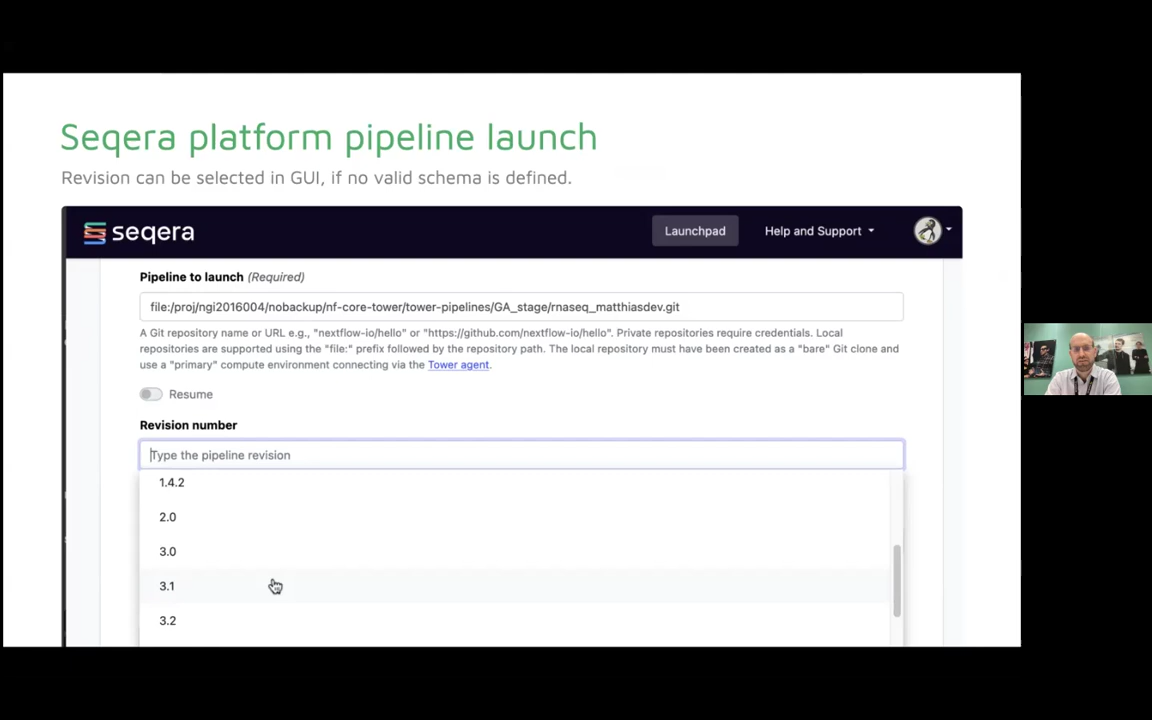 Seqera platform pipeline launch
Revision can be selected in GUI, if no valid schema is defined.
seqera
Launchpad
Help and Support
Pipeline to launch (Required)
file:/proj/ngi2016004/nobackup/nf-core-tower/tower-pipelines/GA_stage/rnaseq_matthiasdev.git
A Git repository name or URL e.g., "nextflow-io/hello" or "https://github.com/nextflow-io/hello". Private repositories require credentials. Local
repositories are supported using the "file:" prefix followed by the repository path. The local repository must have been created as a "bare" Git clone and
use a "primary" compute environment connecting via the Tower agent.
Resume
Revision number
Type the pipeline revision
1.4.2
2.0
3.0
3.1
3.2